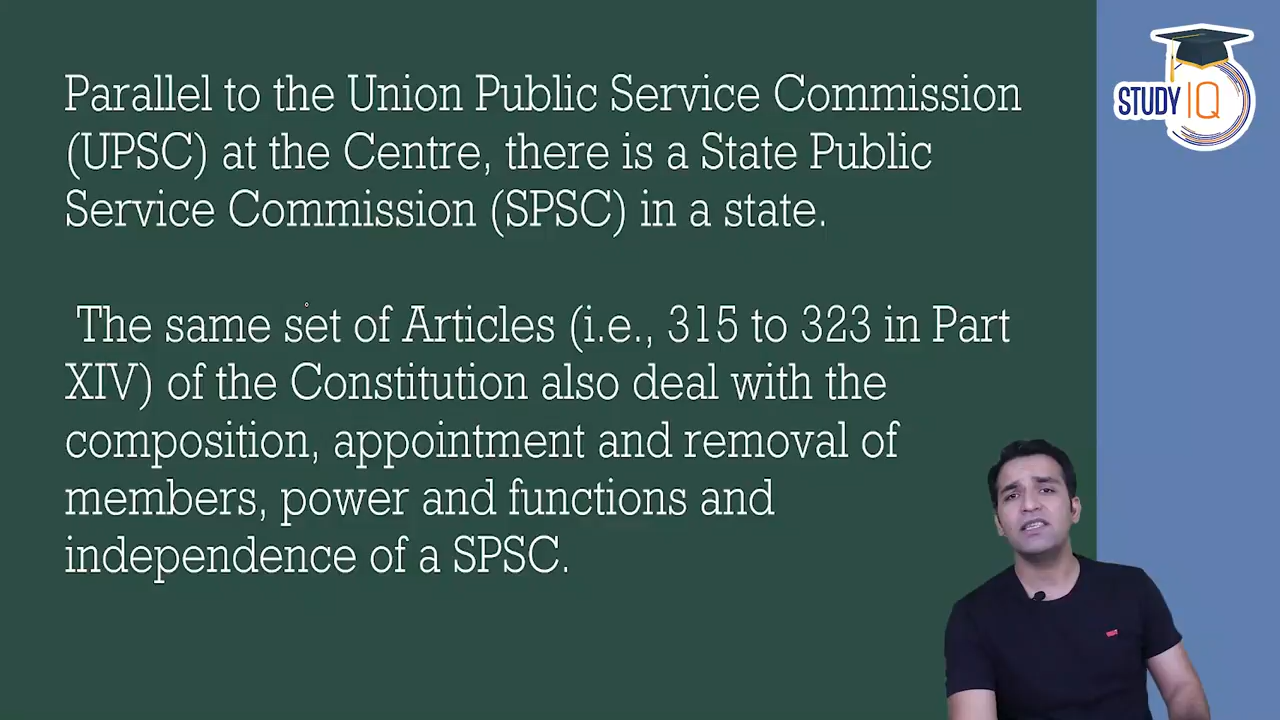 Parallel to the Union Public Service Commission
(UPSC) at the Centre, there is a State Public
Service Commission (SPSC) in a state.
The same set of Articles (i.e., 315 to 323 in Part
XIV) of the Constitution also deal with the
composition, appointment and removal of
members, power and functions and
independence of a SPSC.
STUDY IQ